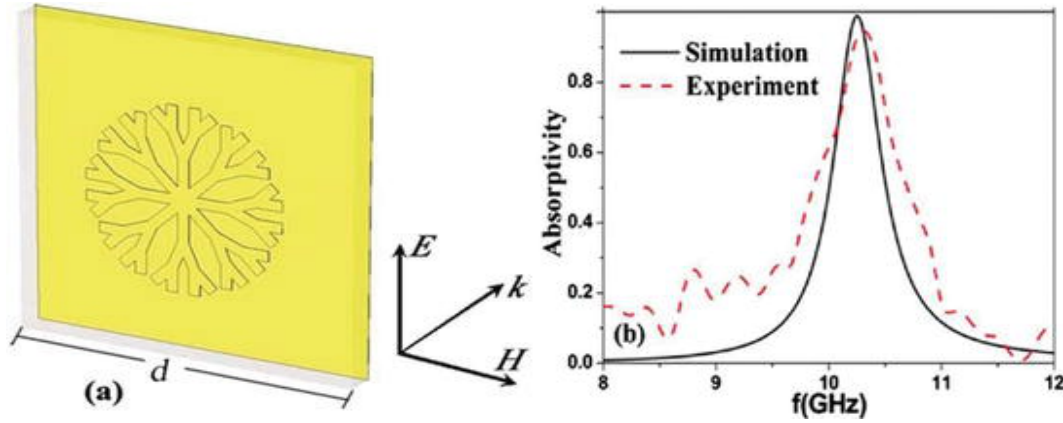 d
(a)
E
k
H
Absorptivity
0.8
0.6
0.4
0.2
0.0
Simulation
Experiment
(b)
8
9
10
11
12
f(GHz)